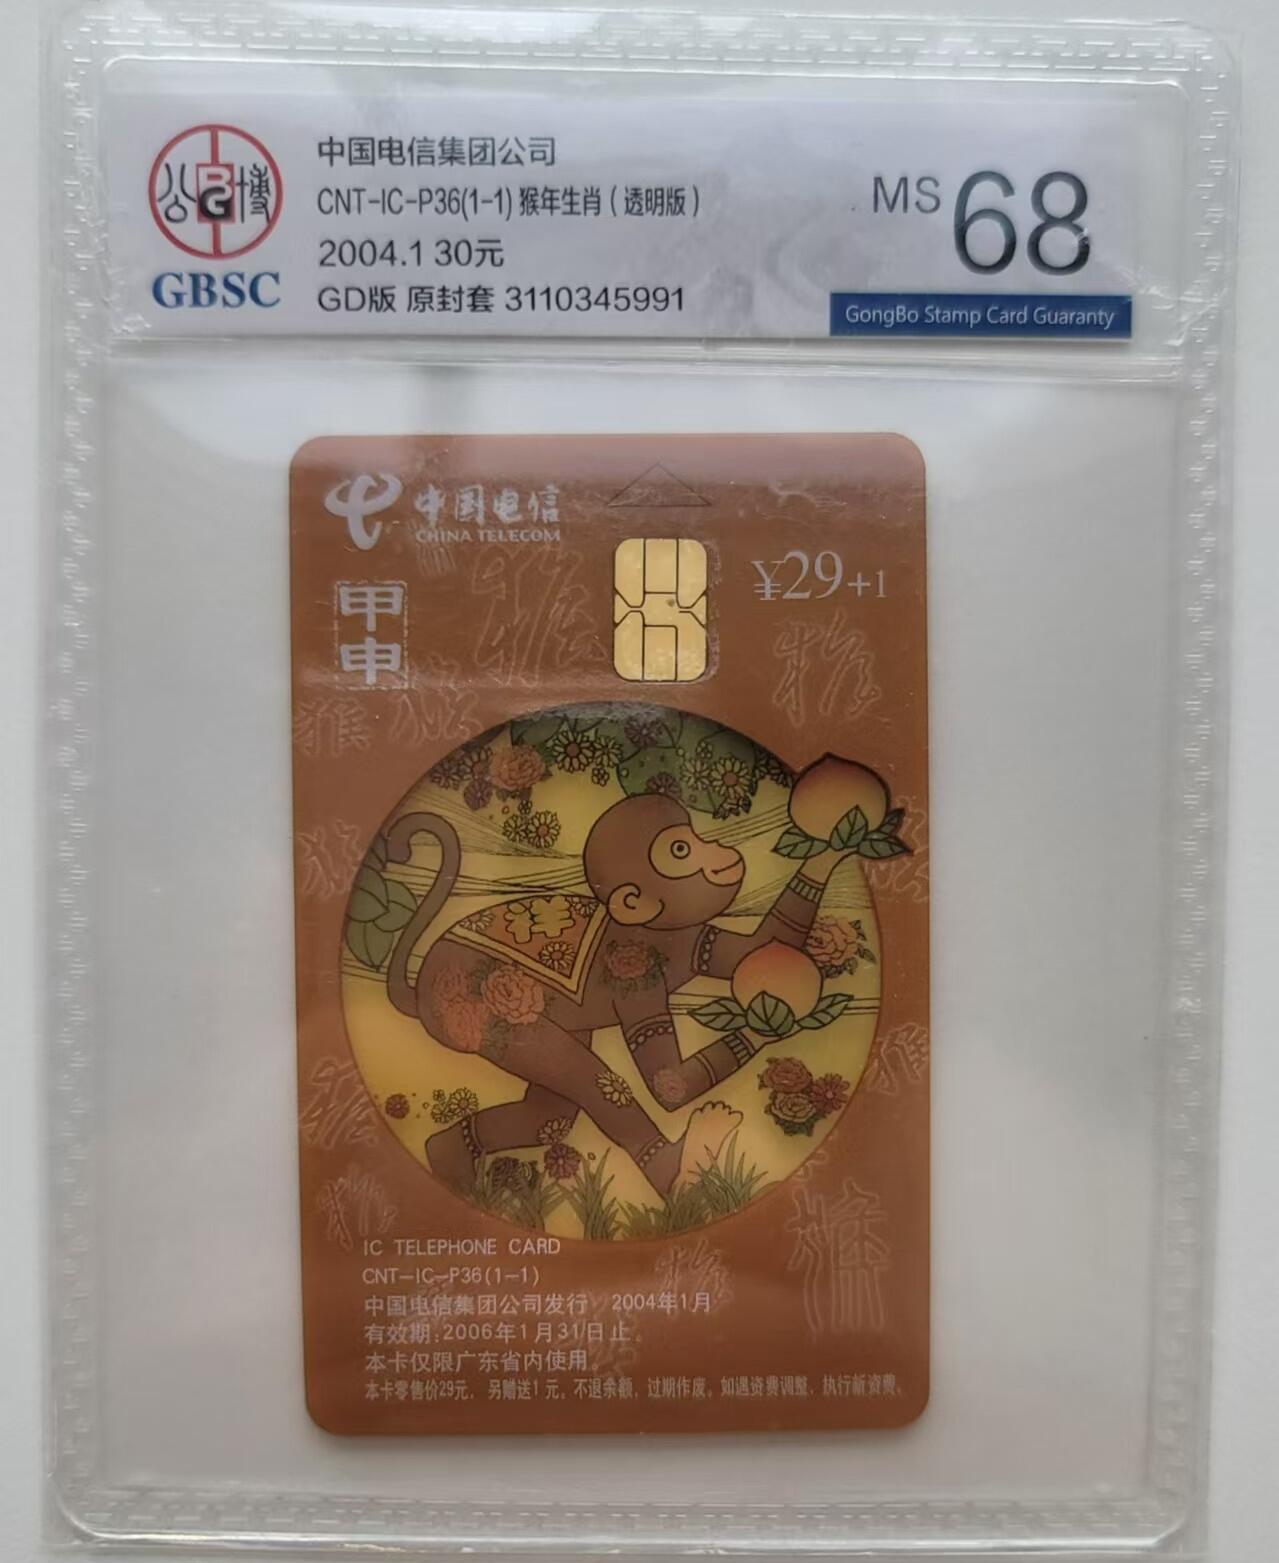 中国电信集团公司
CNT-IC-P36(1-1) 猴年生肖（透明版）
2004.1 30元
GD版 原封套 3110345991
公 BG 博
GBSC
MS 68
GongBo Stamp Card Guaranty
中国电信
CHINA TELECOM
¥29+1
甲申
祥
IC TELEPHONE CARD
CNT-IC-P36(1-1)
中国电信集团公司发行 2004年1月
有效期:2006年1月31日止。
本卡仅限广东省内使用。
本卡零售价29元，另赠送1元。不退余额，过期作废。如遇资费调整，执行新资费。